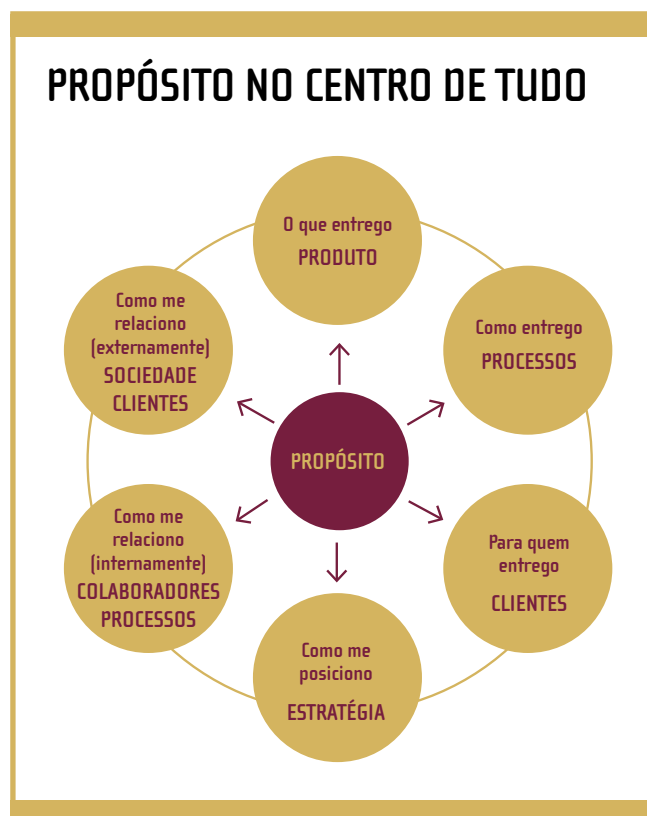 PROPÓSITO NO CENTRO DE TUDO
O que entrego
PRODUTO
Como entrego
PROCESSOS
Para quem
entrego
CLIENTES
Como me
posiciono
ESTRATÉGIA
Como me
relaciono
(internamente)
COLABORADORES
PROCESSOS
Como me
relaciono
(externamente)
SOCIEDADE
CLIENTES
PROPÓSITO